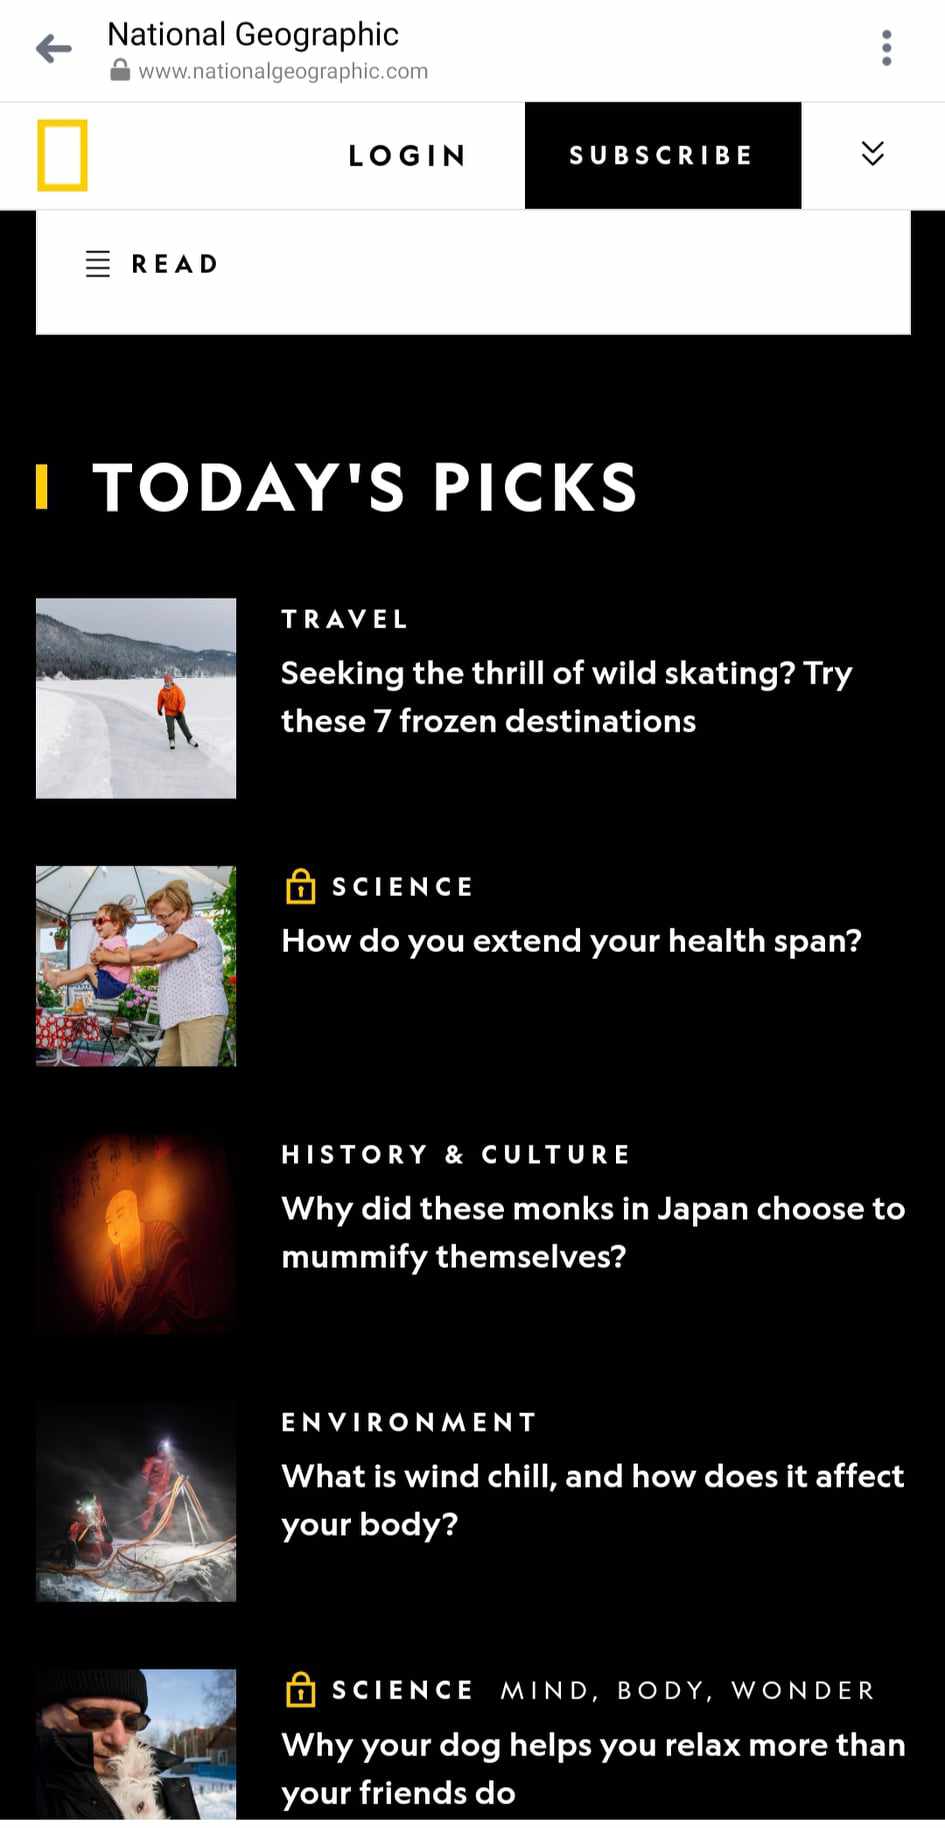 National Geographic
www.nationalgeographic.com
LOGIN
SUBSCRIBE
READ
TODAY'S PICKS
TRAVEL
Seeking the thrill of wild skating? Try
these 7 frozen destinations
SCIENCE
How do you extend your health span?
HISTORY & CULTURE
Why did these monks in Japan choose to
mummify themselves?
ENVIRONMENT
What is wind chill, and how does it affect
your body?
SCIENCE MIND, BODY, WONDER
Why your dog helps you relax more than
your friends do